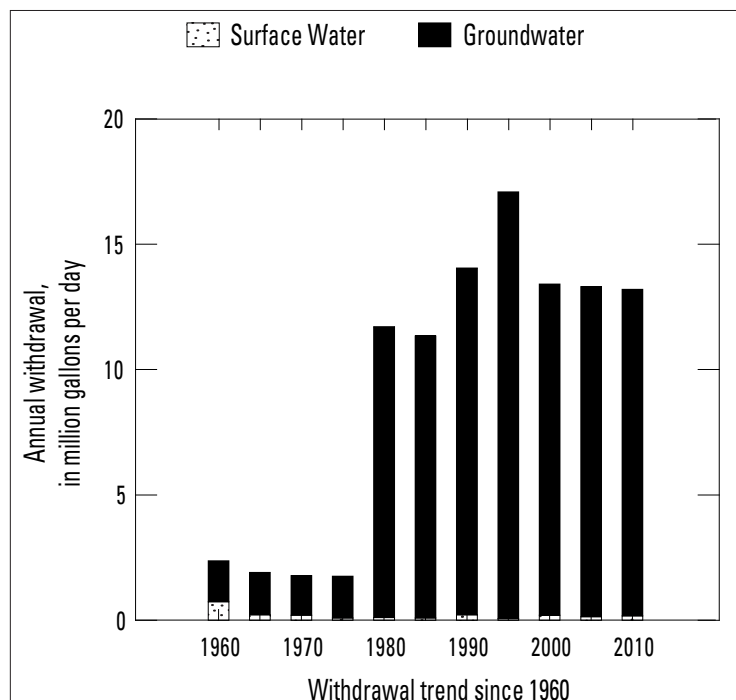 Surface Water Groundwater
20
15
10
5
0
Annual withdrawal,
in million gallons per day
1960 1970 1980 1990 2000 2010
Withdrawal trend since 1960